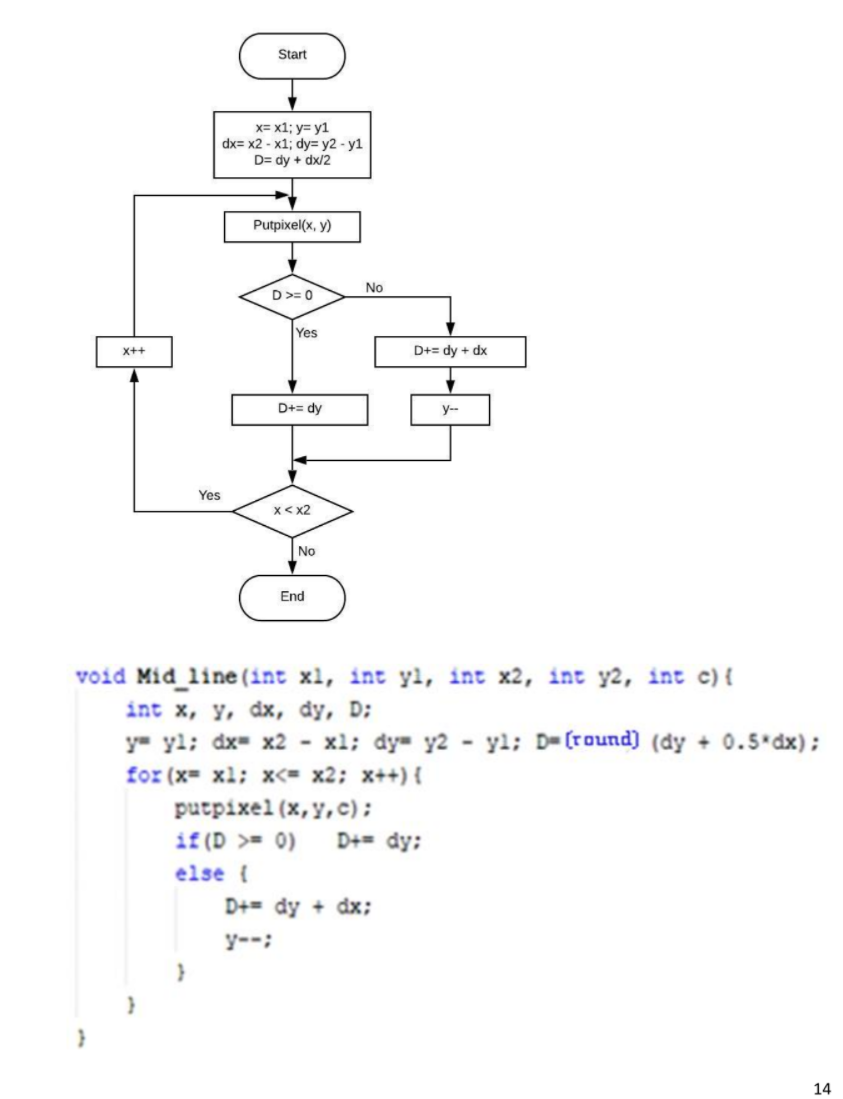 Start
x= x1; y= y1
dx= x2 - x1; dy= y2 - y1
D= dy + dx/2
Putpixel(x, y)
D >= 0
No
Yes
x++
D+= dy + dx
D+= dy
y--
Yes
x < x2
No
End
void Mid_line(int x1, int y1, int x2, int y2, int c){
int x, y, dx, dy, D;
y= y1; dx= x2 - x1; dy= y2 - y1; D=(round) (dy + 0.5*dx);
for(x= x1; x<= x2; x++){
putpixel(x,y,c);
if(D >= 0)   D+= dy;
else {
D+= dy + dx;
y--;
}
}
}
14